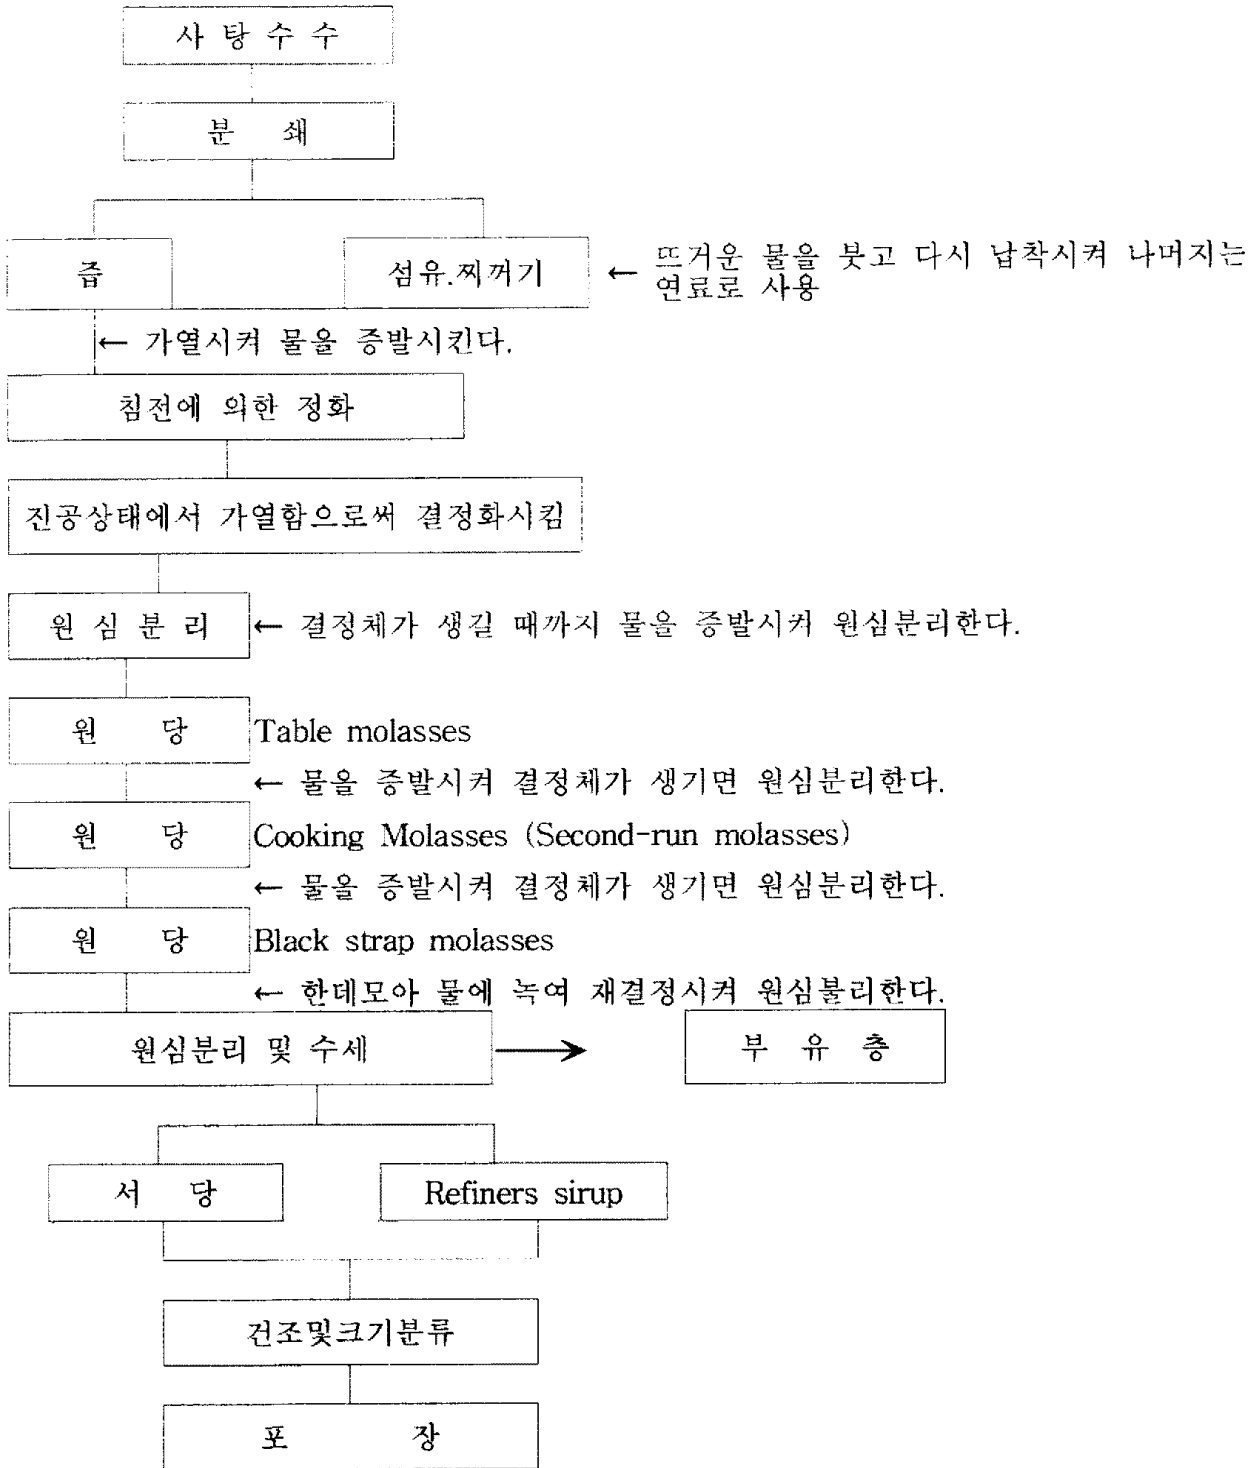 사 탕 수 수
분 쇄
즙
섬유.찌꺼기
← 뜨거운 물을 붓고 다시 납착시켜 나머지는
연료로 사용
← 가열시켜 물을 증발시킨다.
침전에 의한 정화
진공상태에서 가열함으로써 결정화시킴
원 심 분 리
← 결정체가 생길 때까지 물을 증발시커 원심분리한다.
원 당
Table molasses
← 물을 증발시켜 결정체가 생기면 원심분리한다.
원 당
Cooking Molasses (Second-run molasses)
← 물을 증발시켜 결정체가 생기면 원심분리한다.
원 당
Black strap molasses
← 한데모아 물에 녹여 재결정시켜 원심불리한다.
원심분리 및 수세
부 유 층
서 당
Refiners sirup
건조및크기분류
포 장